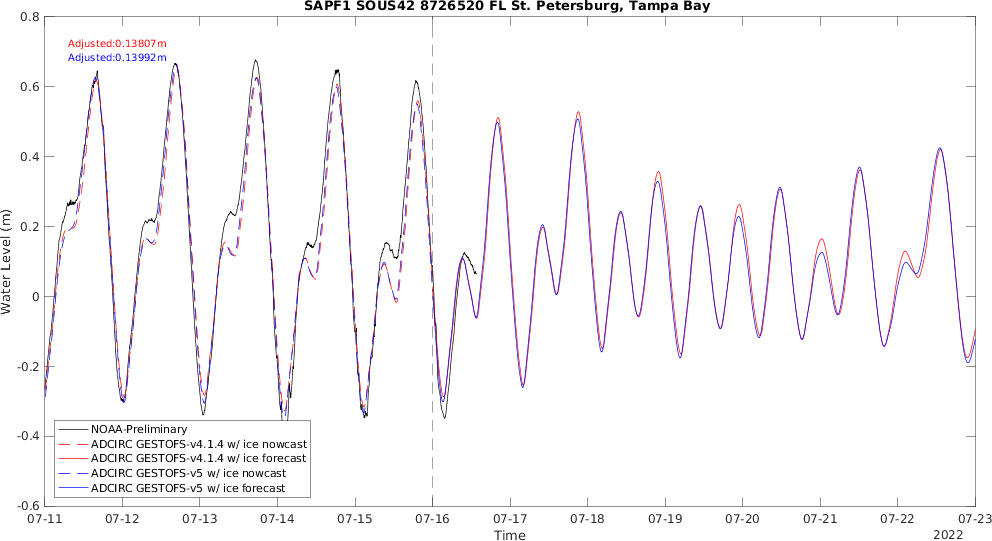 SAPF1 SOUS42 8726520 FL St. Petersburg, Tampa Bay
Adjusted:0.13807m
Adjusted:0.13992m
Water Level (m)
0.8
0.6
0.4
0.2
0
-0.2
-0.4
-0.6
NOAA-Preliminary
ADCIRC GESTOFS-v4.1.4 w/ ice nowcast
ADCIRC GESTOFS-v4.1.4 w/ ice forecast
ADCIRC GESTOFS-v5 w/ ice nowcast
ADCIRC GESTOFS-v5 w/ ice forecast
07-11 07-12 07-13 07-14 07-15 07-16 07-17 07-18 07-19 07-20 07-21 07-22 07-23
Time
2022